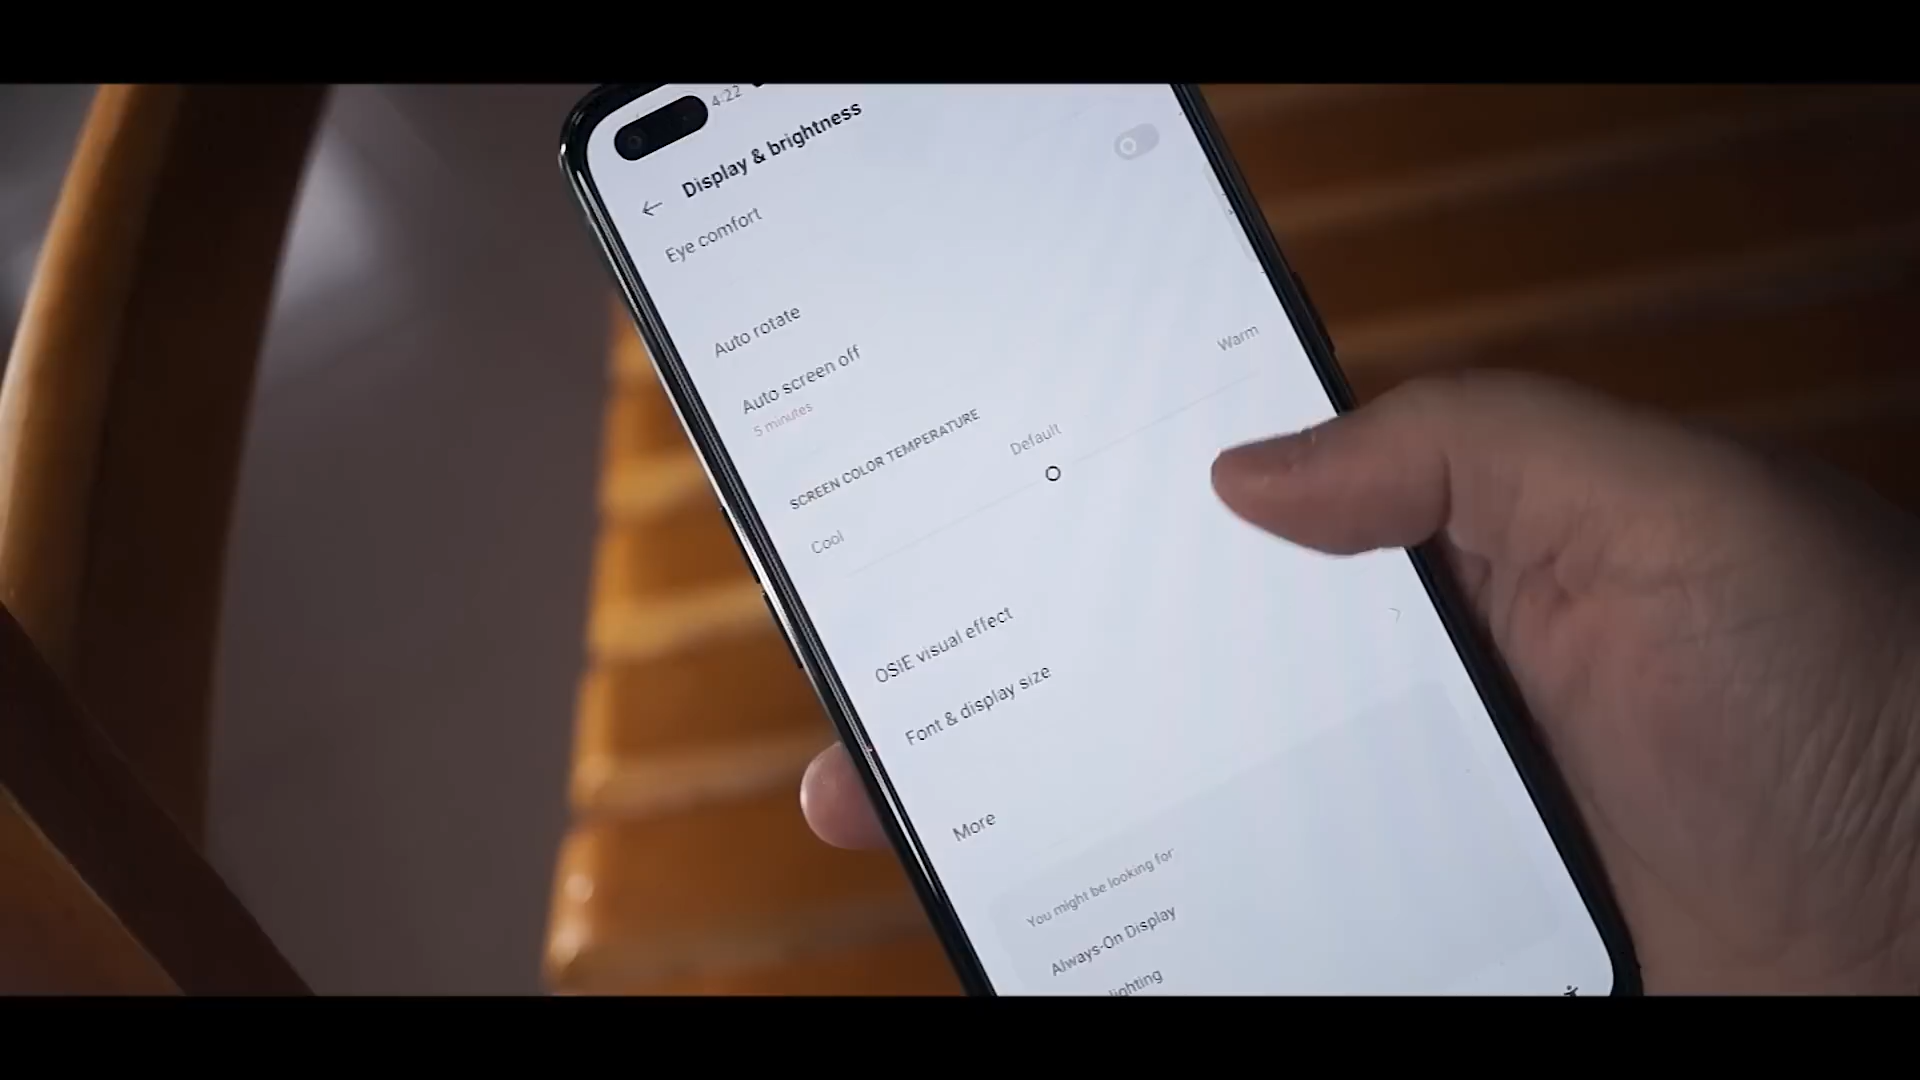 4:22
Display & brightness
Eye comfort
Auto rotate
Auto screen off
5 minutes
SCREEN COLOR TEMPERATURE
Cool
Default
Warm
OSIE visual effect
Font & display size
More
You might be looking for:
Always-On Display